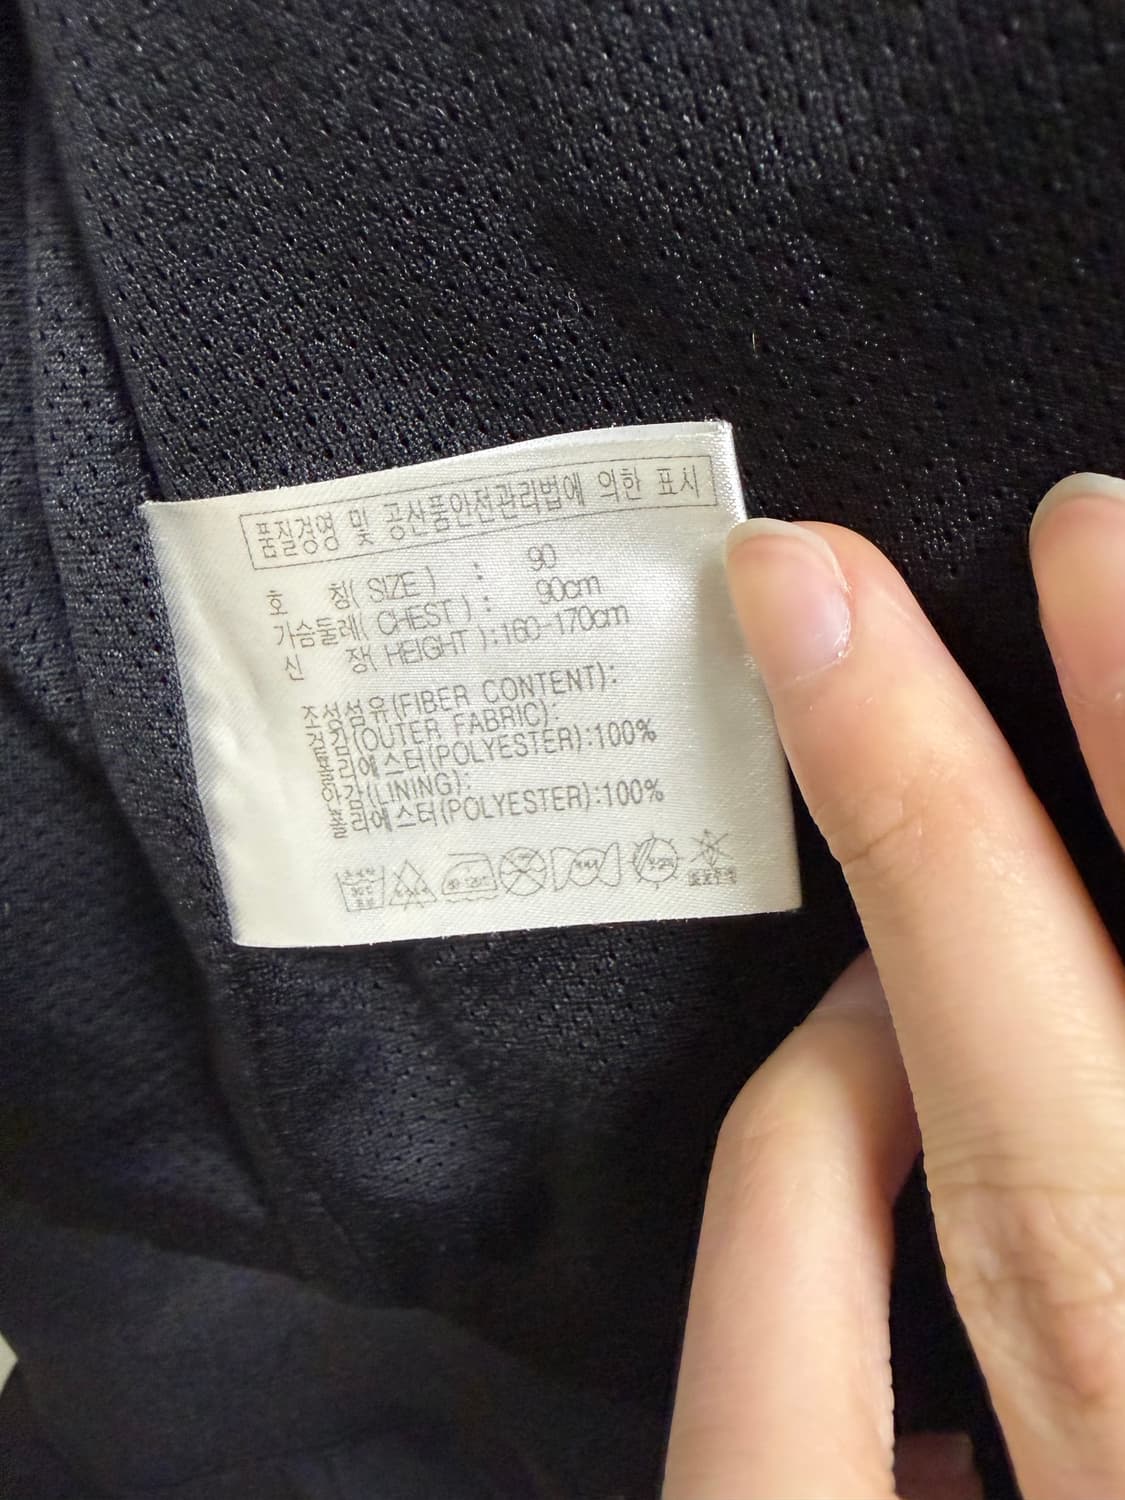 품질경영 및 공산품안전관리법에 의한 표시
호 칭( SIZE ) : 90
가슴둘레( CHEST ) : 90cm
신 장( HEIGHT ):160-170cm
조성섬유(FIBER CONTENT):
겉감(OUTER FABRIC):
폴리에스터(POLYESTER):100%
안감(LINING):
폴리에스터(POLYESTER):100%